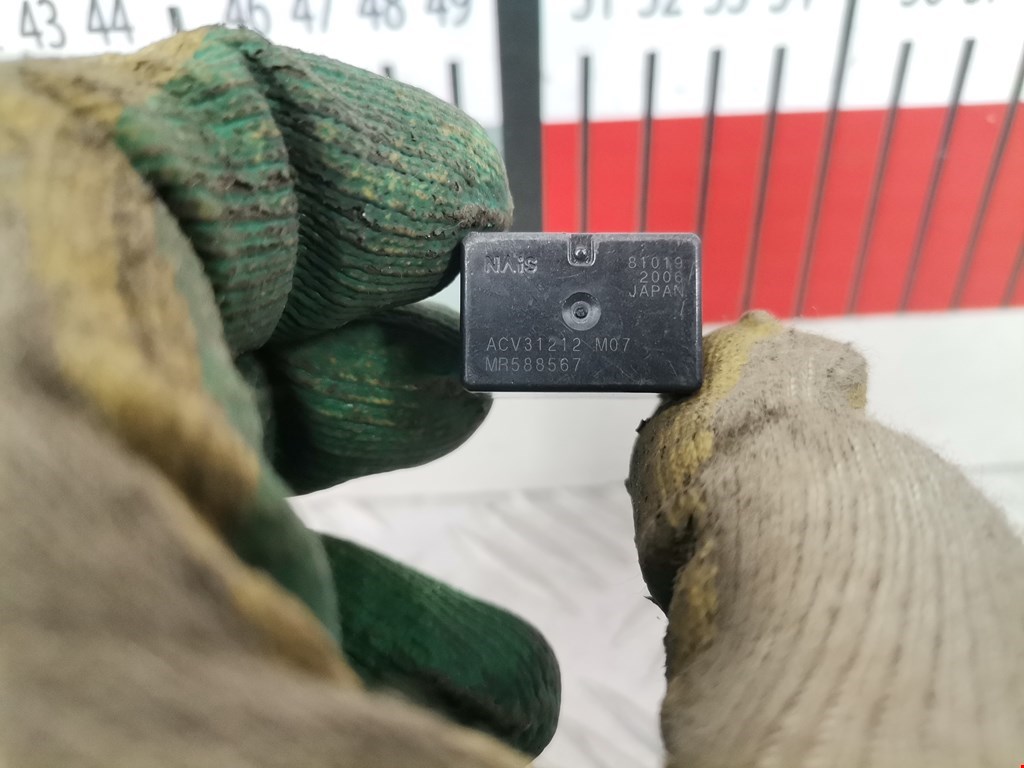 43 44 46 47 48 49
NAiS
81019
2006
JAPAN
ACV31212 M07
MR588567